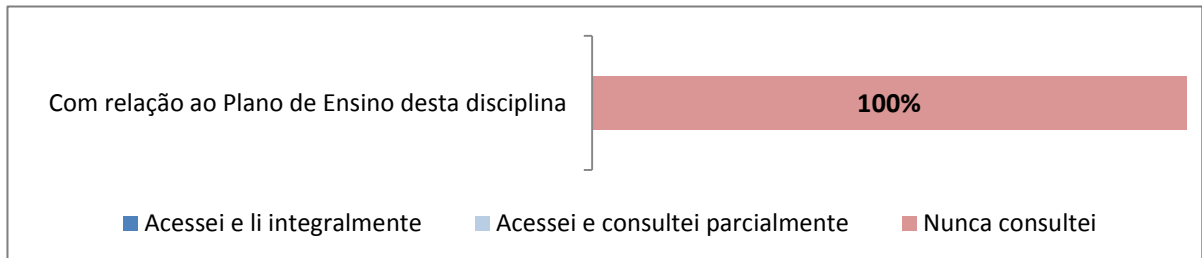 Com relação ao Plano de Ensino desta disciplina
100%
Acessei e li integralmente Acessei e consultei parcialmente Nunca consultei